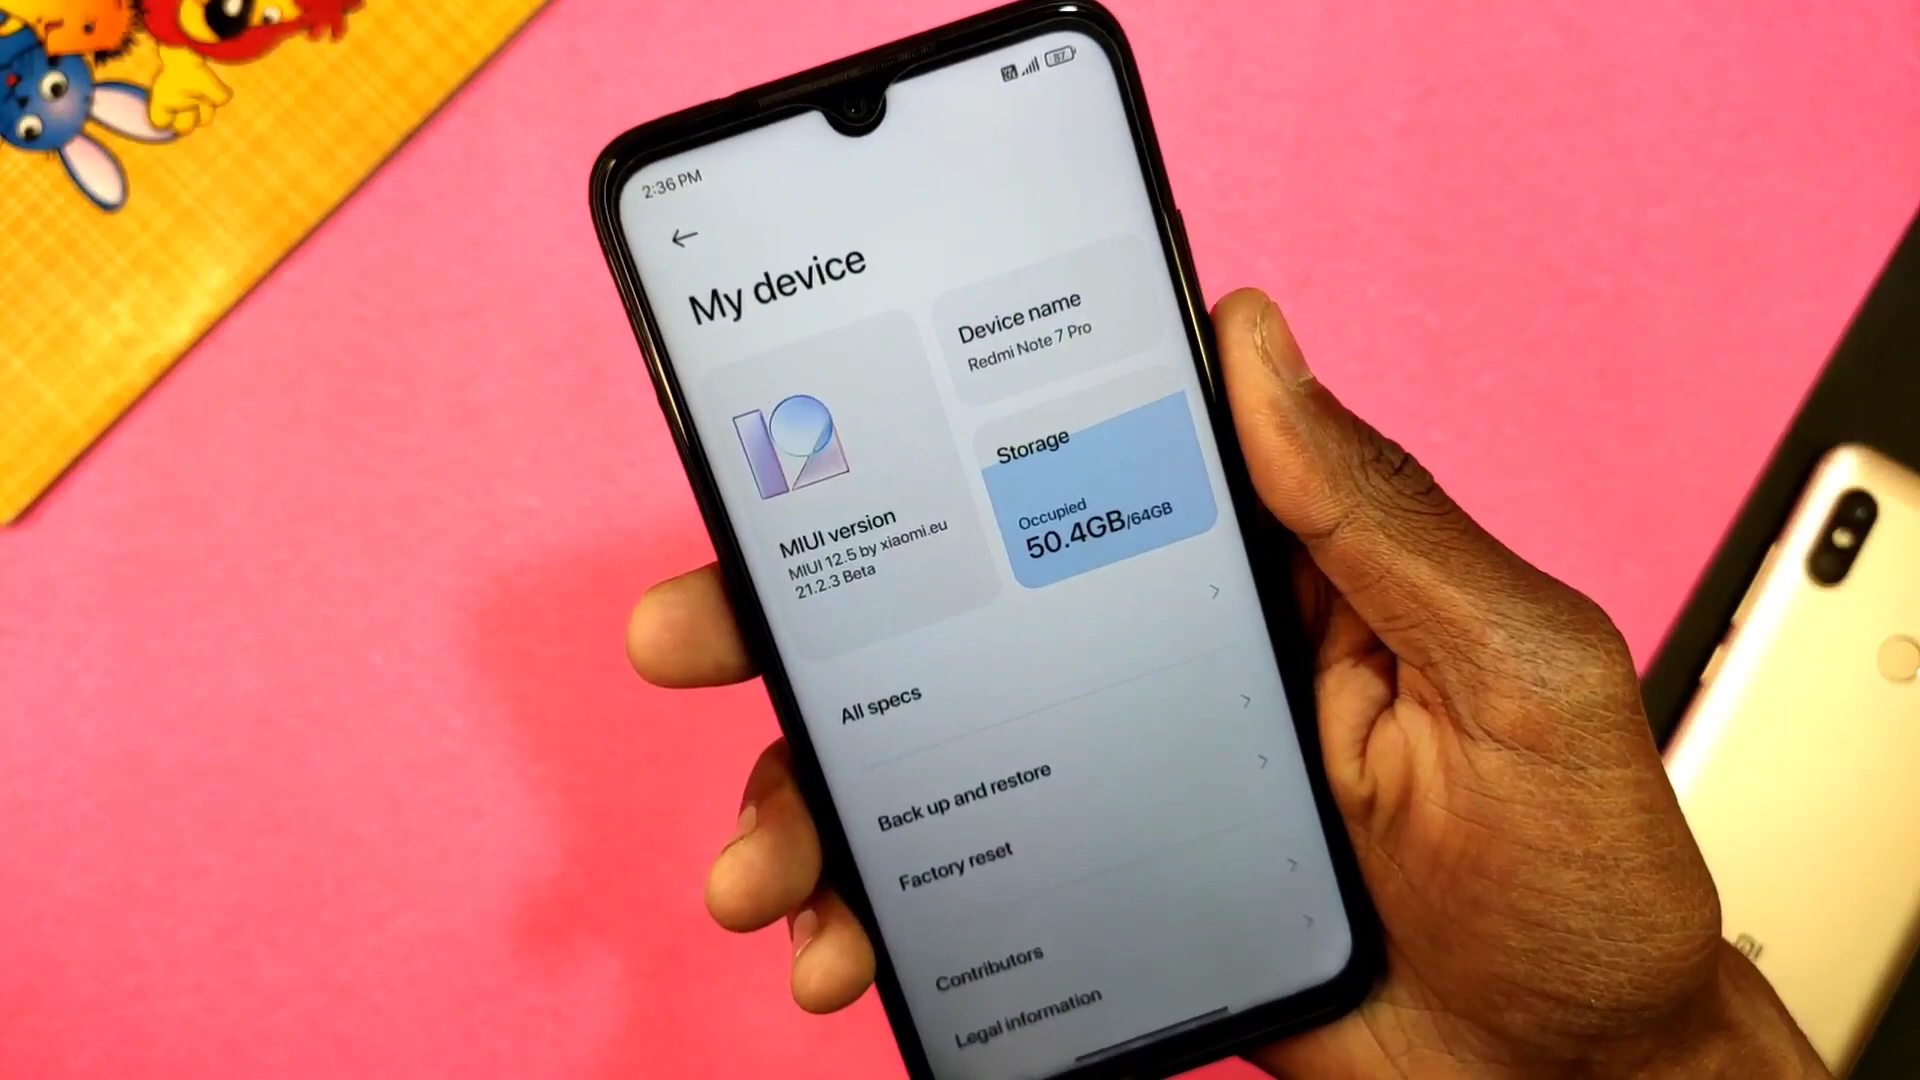 2:36 PM
87
My device
Device name
Redmi Note 7 Pro
Storage
Occupied
50.4GB/64GB
MIUI version
MIUI 12.5 by xiaomi.eu
21.2.3 Beta
All specs
Back up and restore
Factory reset
Contributors
Legal information
MI